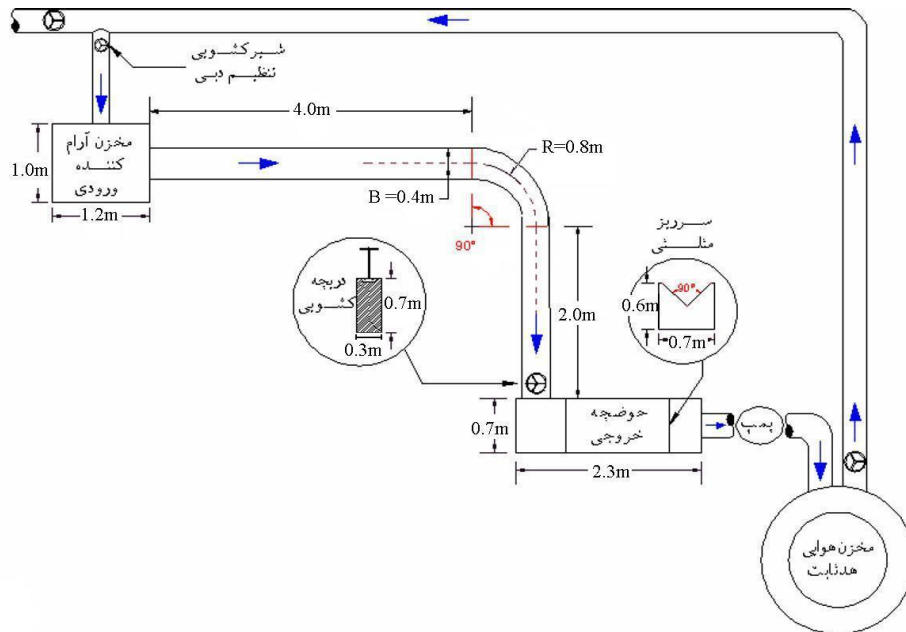 شیر کشویی
تنظیم دبی
4.0m
مخزن آرام
کننده
ورودی
1.0m
1.2m
R=0.8m
B =0.4m
90°
دریچه
کشویی
0.7m
0.3m
2.0m
سرریز
مثلثی
90°
0.6m
0.7m
حوضچه
خروجی
0.7m
2.3m
پمپ
مخزن هوایی
هد ثابت